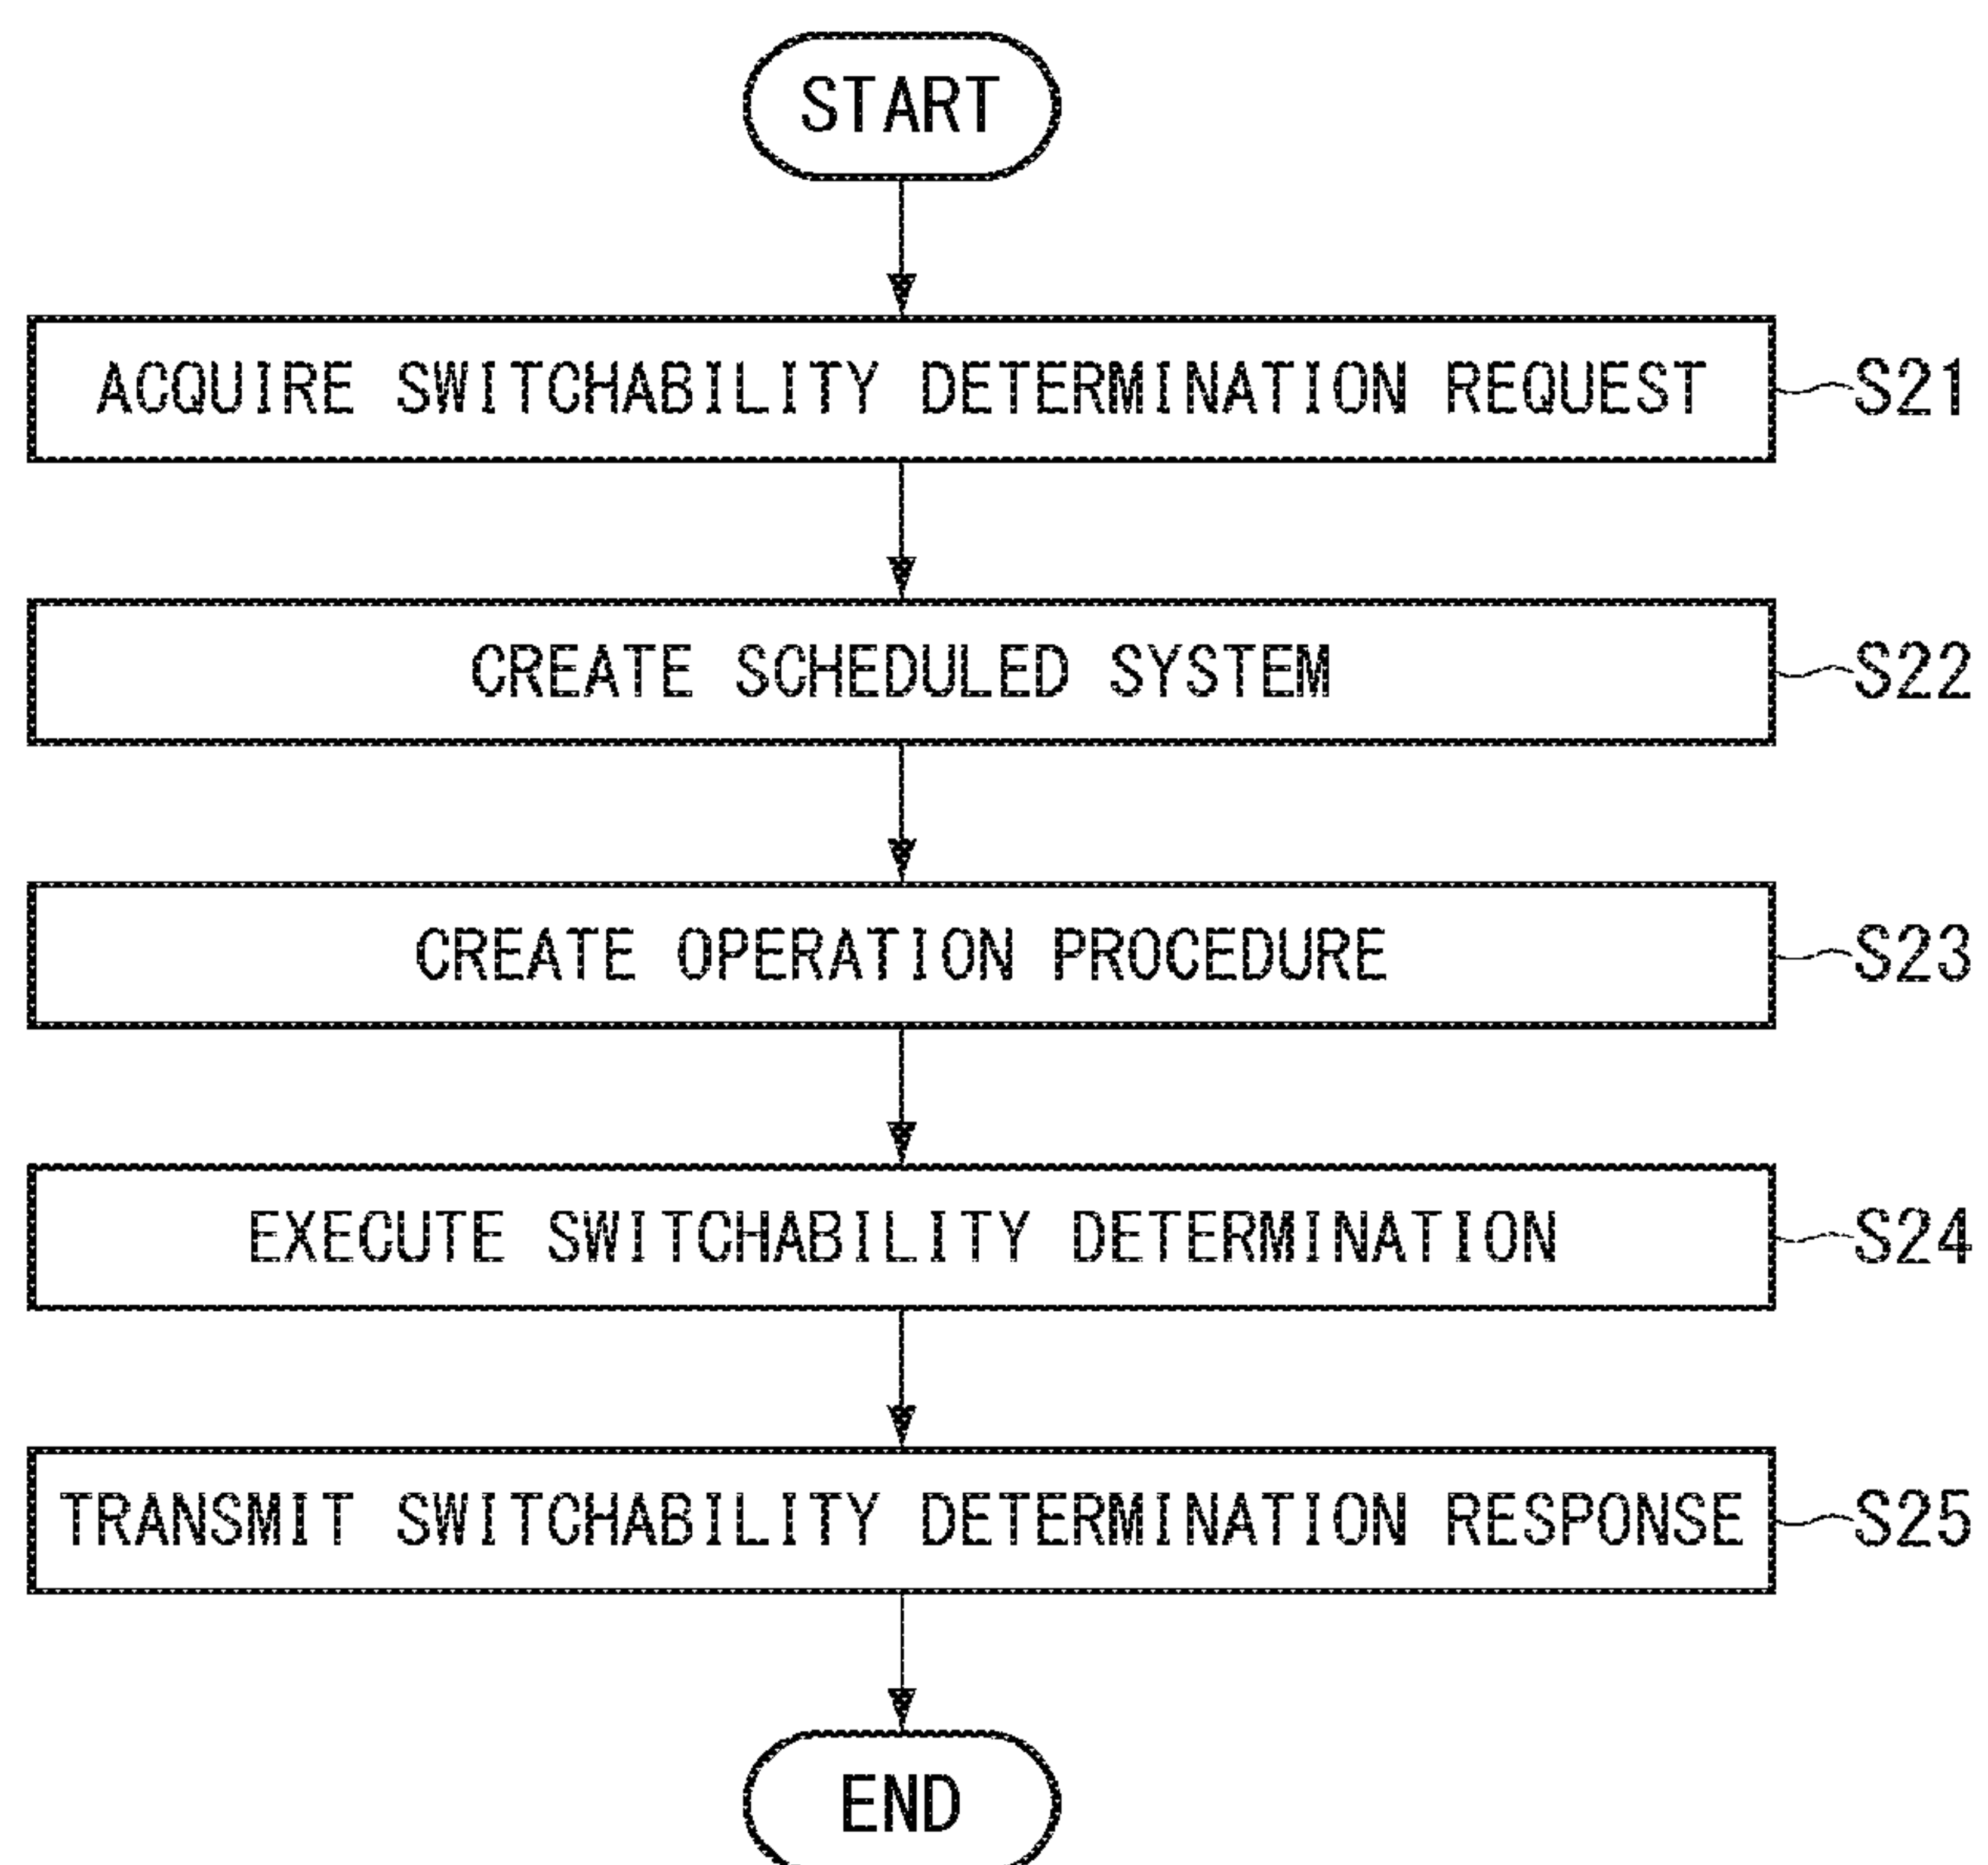 START
ACQUIRE SWITCHABILITY DETERMINATION REQUEST S21
CREATE SCHEDULED SYSTEM S22
CREATE OPERATION PROCEDURE S23
EXECUTE SWITCHABILITY DETERMINATION S24
TRANSMIT SWITCHABILITY DETERMINATION RESPONSE S25
END